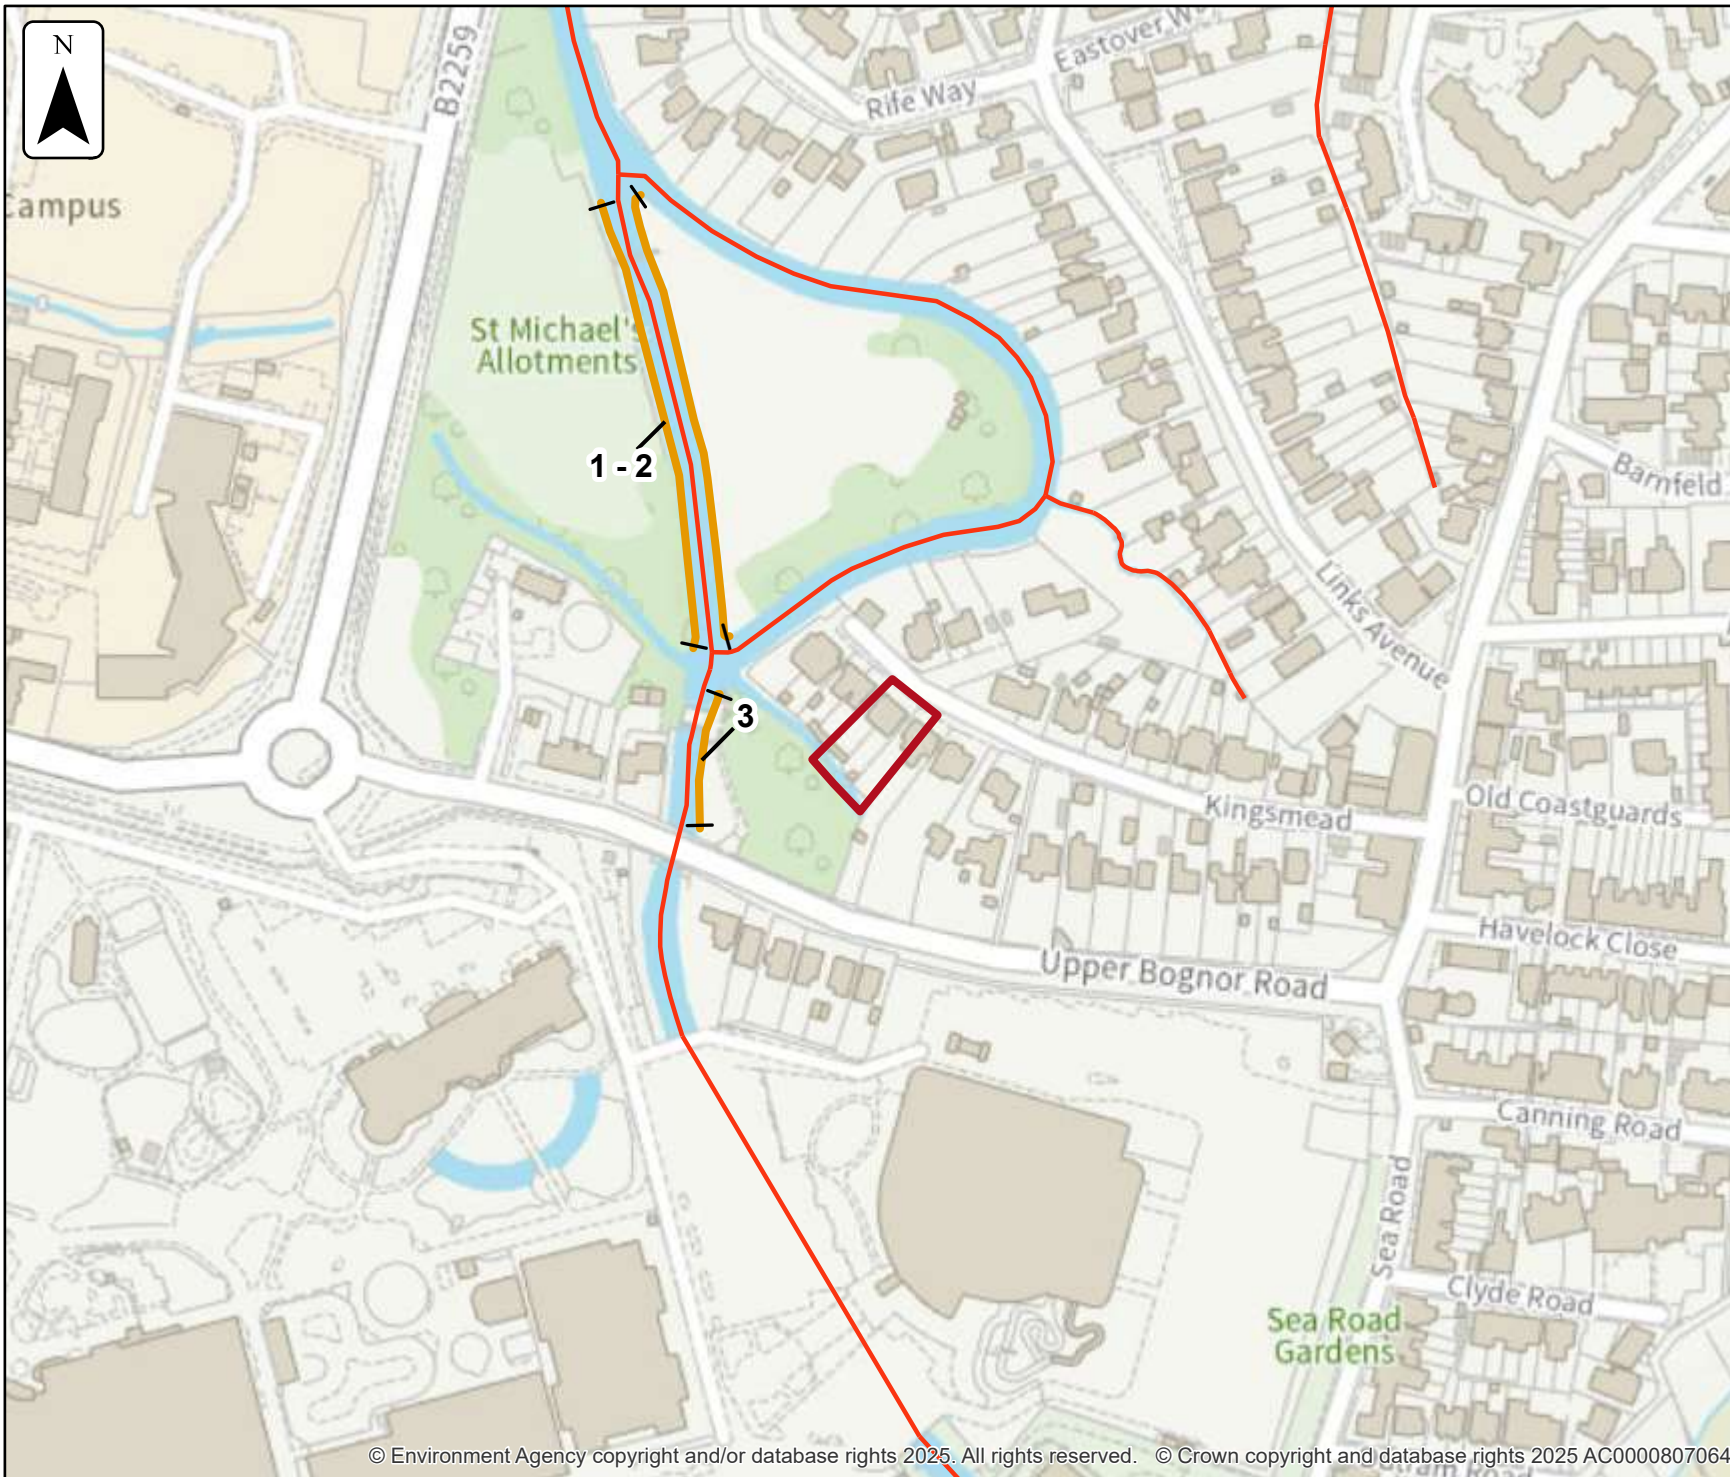 N
B2259
Eastover W
Rife Way
Campus
St Michael's
Allotments
1 - 2
Barnfeld
Links Avenue
3
Kingsmead
Old Coastguards
Havelock Close
Upper Bognor Road
Canning Road
Sea Road
Clyde Road
Sea Road
Gardens
© Environment Agency copyright and/or database rights 2025. All rights reserved. © Crown copyright and database rights 2025 AC0000807064